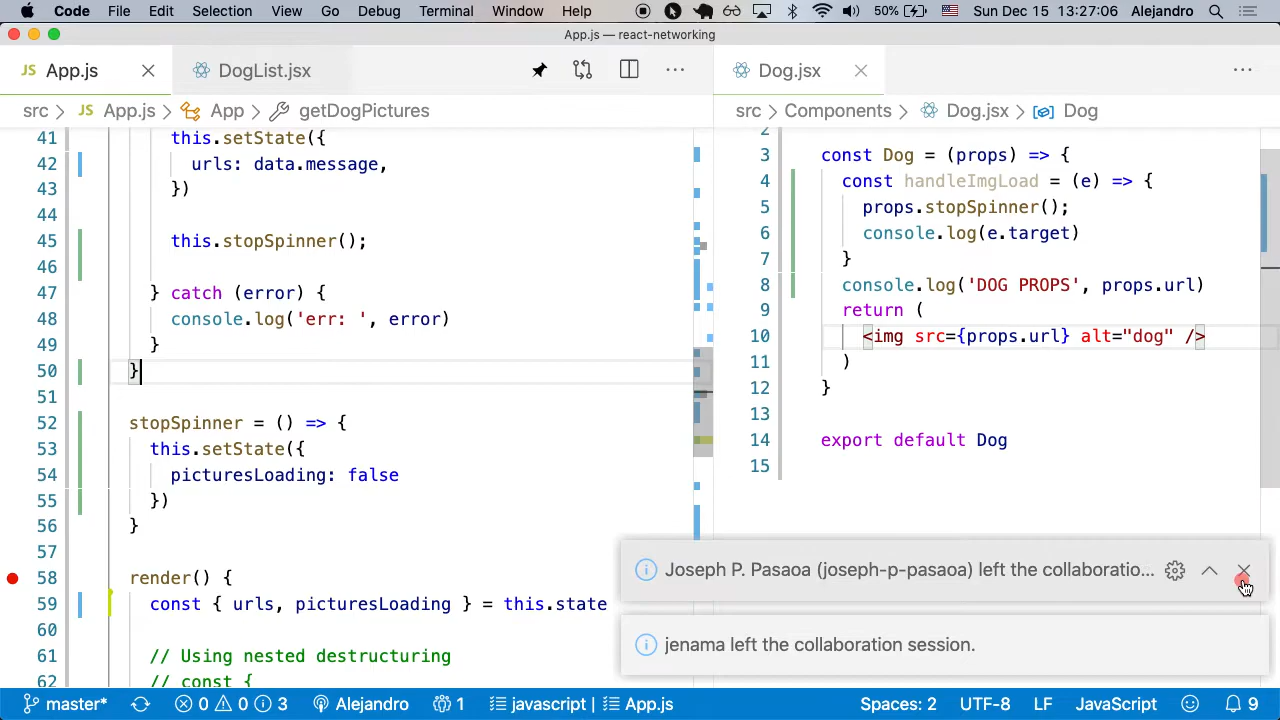 Code File Edit Selection View Go Debug Terminal Window Help 50% Sun Dec 15 13:27:06 Alejandro
App.js — react-networking
JS App.js DogList.jsx ···
src > JS App.js > App > getDogPictures
41 this.setState({
42 urls: data.message,
43 })
44
45 this.stopSpinner();
46
47 } catch (error) {
48 console.log('err: ', error)
49 }
50 }
51
52 stopSpinner = () => {
53 this.setState({
54 picturesLoading: false
55 })
56 }
57
58 render() {
59 const { urls, picturesLoading } = this.state
60
61 // Using nested destructuring
62 // const {
Dog.jsx ···
src > Components > Dog.jsx > Dog
2
3 const Dog = (props) => {
4 const handleImgLoad = (e) => {
5 props.stopSpinner();
6 console.log(e.target)
7 }
8 console.log('DOG PROPS', props.url)
9 return (
10 <img src={props.url} alt="dog" />
11 )
12 }
13
14 export default Dog
15
Joseph P. Pasaoa (joseph-p-pasaoa) left the collaboratio...
jenama left the collaboration session.
master* 0 0 3 Alejandro 1 javascript | App.js Spaces: 2 UTF-8 LF JavaScript 9